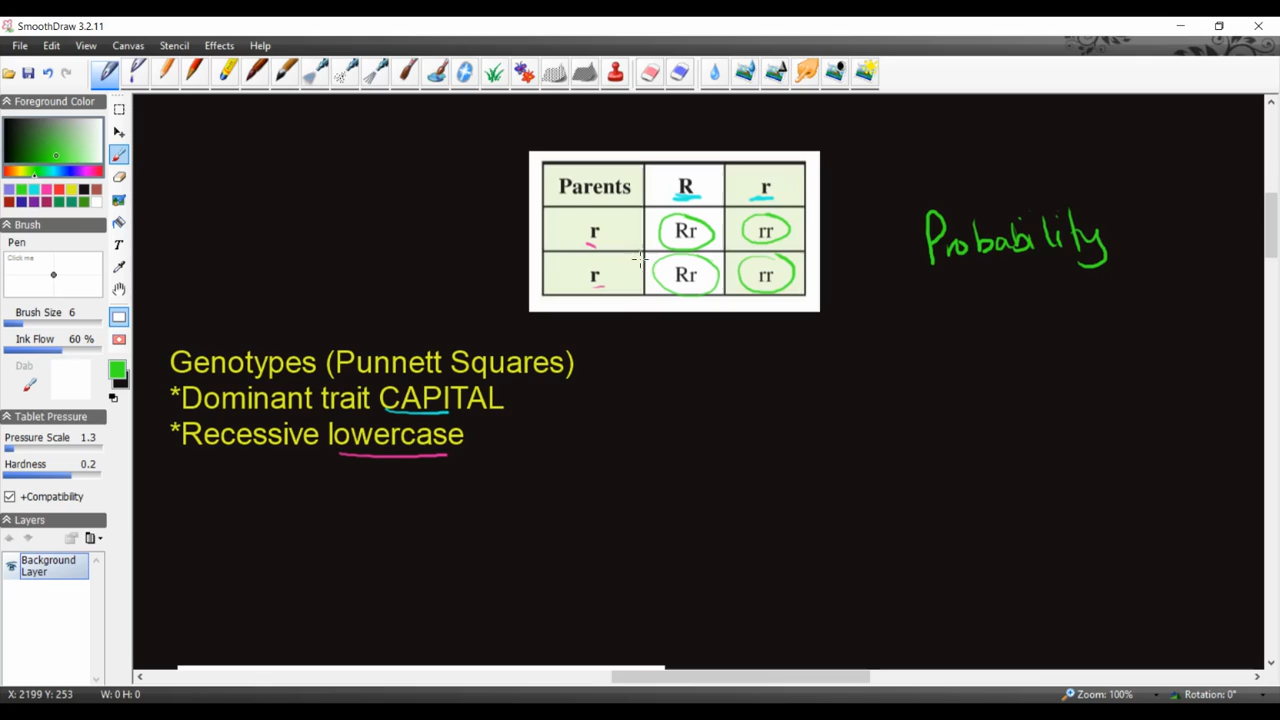 SmoothDraw 3.2.11
File Edit View Canvas Stencil Effects Help
Foreground Color
Brush
Pen
Click me
Brush Size 6
Ink Flow 60 %
Dab
Tablet Pressure
Pressure Scale 1.3
Hardness 0.2
+Compatibility
Layers
Background
Layer
Parents R r
r Rr rr
r Rr rr
Probability
Genotypes (Punnett Squares)
*Dominant trait CAPITAL
*Recessive lowercase
X: 2199 Y: 253 W: 0 H: 0 Zoom: 100% Rotation: 0°